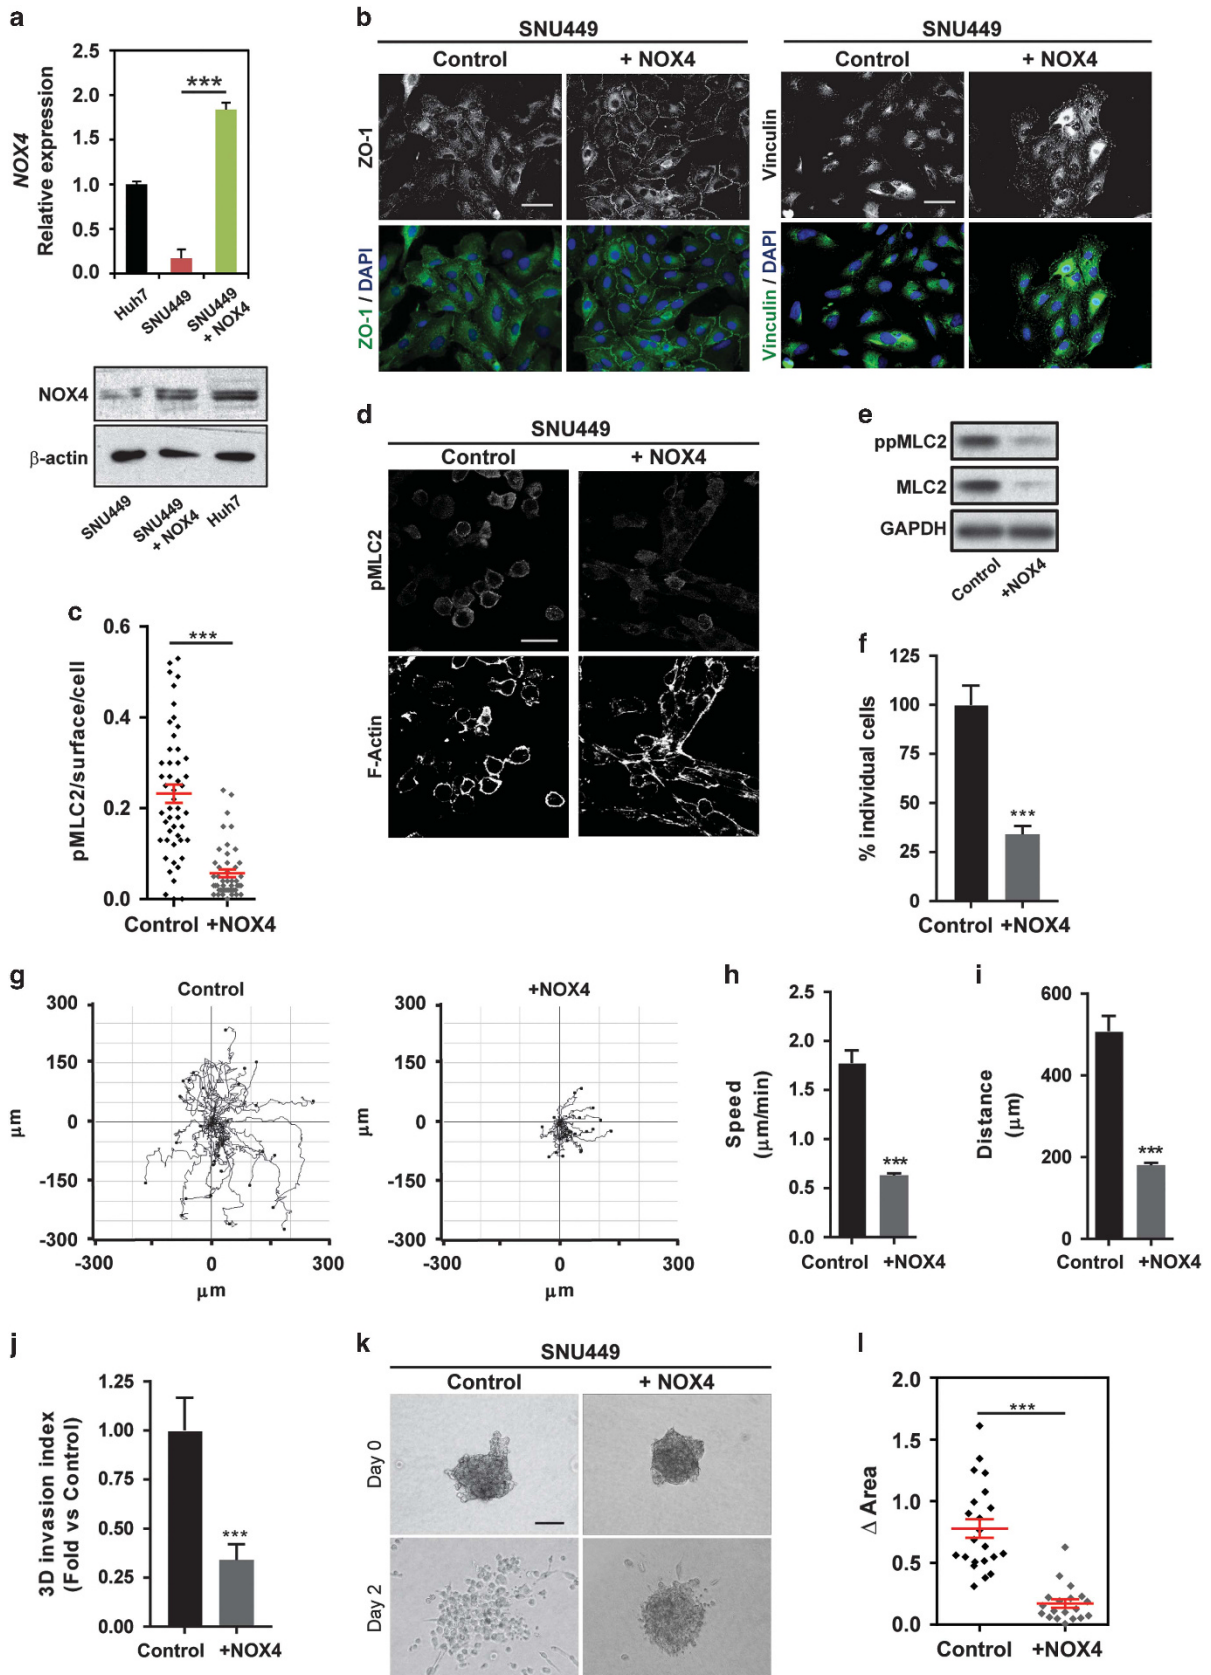 a
NOX4
Relative expression
2.5
2.0
1.5
1.0
0.5
0.0
***
Huh7
SNU449
SNU449
+ NOX4
NOX4
β-actin
SNU449
SNU449
+ NOX4
Huh7
b
SNU449
Control
+ NOX4
ZO-1
ZO-1 / DAPI
SNU449
Control
+ NOX4
Vinculin
Vinculin / DAPI
c
pMLC2/surface/cell
0.6
0.4
0.2
0.0
***
Control +NOX4
d
SNU449
Control
+ NOX4
pMLC2
F-Actin
e
ppMLC2
MLC2
GAPDH
Control
+NOX4
f
% individual cells
125
100
75
50
25
0
***
Control +NOX4
g
Control
μm
300
150
0
-150
-300
-300 0 300
μm
+NOX4
μm
300
150
0
-150
-300
-300 0 300
μm
h
Speed
(μm/min)
2.5
2.0
1.5
1.0
0.5
0.0
***
Control +NOX4
i
Distance
(μm)
600
400
200
0
***
Control +NOX4
j
3D invasion index
(Fold vs Control)
1.25
1.00
0.75
0.50
0.25
0.00
***
Control +NOX4
k
SNU449
Control
+ NOX4
Day 0
Day 2
l
Δ Area
2.0
1.5
1.0
0.5
0.0
***
Control +NOX4